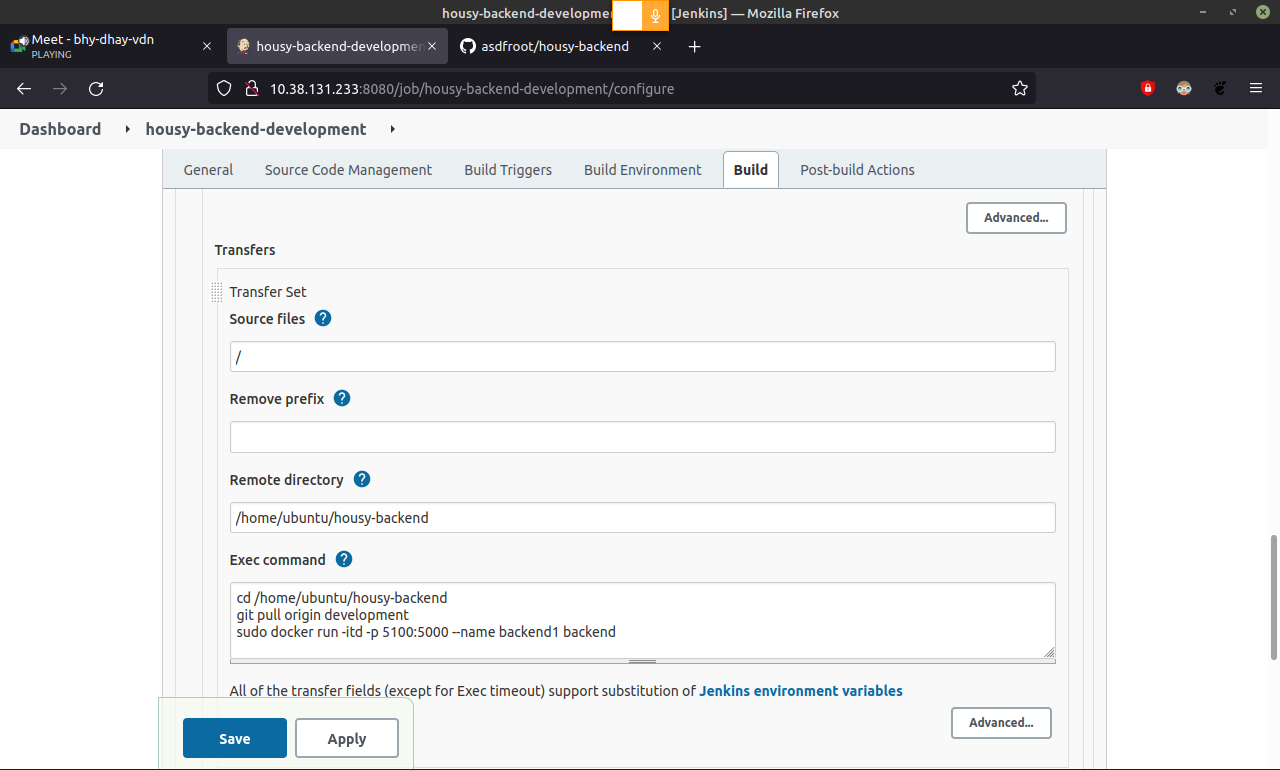 housy-backend-developmen [Jenkins] — Mozilla Firefox
Meet - bhy-dhay-vdn
PLAYING
housy-backend-developmen
asdfroot/housy-backend
10.38.131.233:8080/job/housy-backend-development/configure
Dashboard housy-backend-development
General Source Code Management Build Triggers Build Environment Build Post-build Actions
Advanced...
Transfers
Transfer Set
Source files ?
/
Remove prefix ?
Remote directory ?
/home/ubuntu/housy-backend
Exec command ?
cd /home/ubuntu/housy-backend
git pull origin development
sudo docker run -itd -p 5100:5000 --name backend1 backend
All of the transfer fields (except for Exec timeout) support substitution of Jenkins environment variables
Advanced...
Save Apply